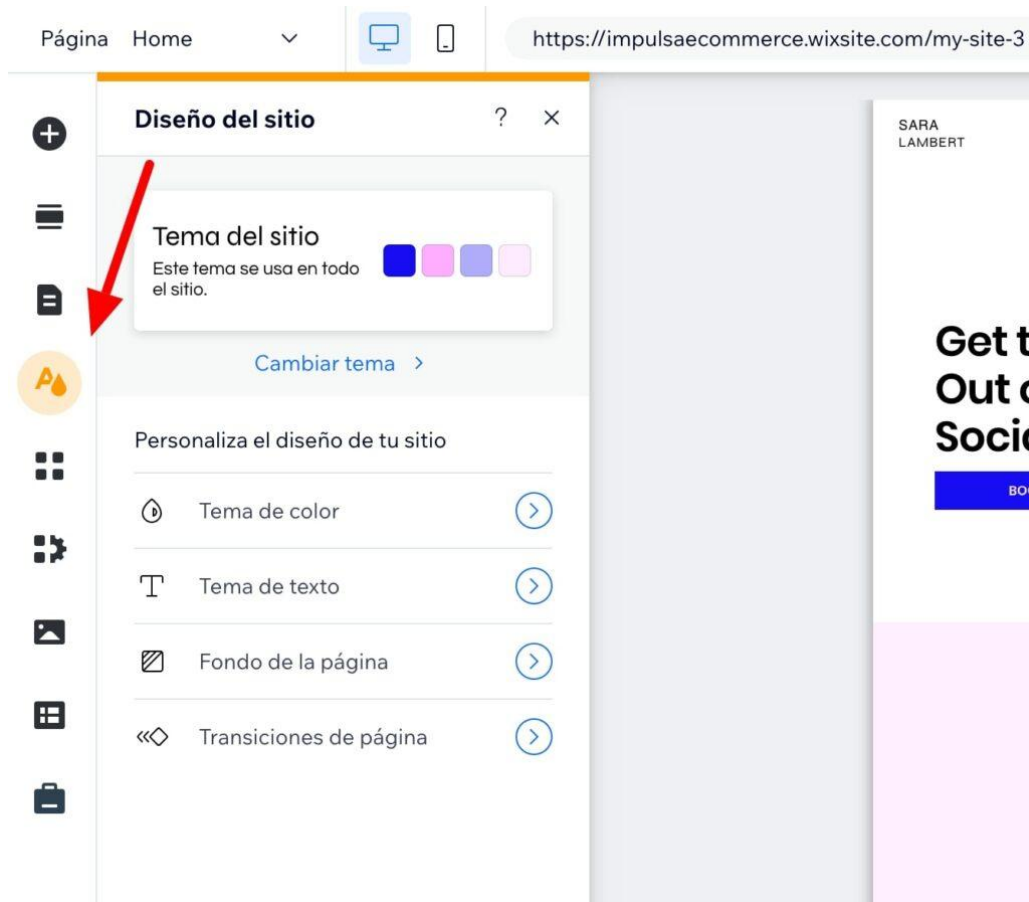 Página Home https://impulsaecommerce.wixsite.com/my-site-3
Diseño del sitio ?
SARA
LAMBERT
Tema del sitio
Este tema se usa en todo
el sitio.
Cambiar tema
Get
Out
Personaliza el diseño de tu sitio
Tema de color
Tema de texto
Fondo de la página
Transiciones de página